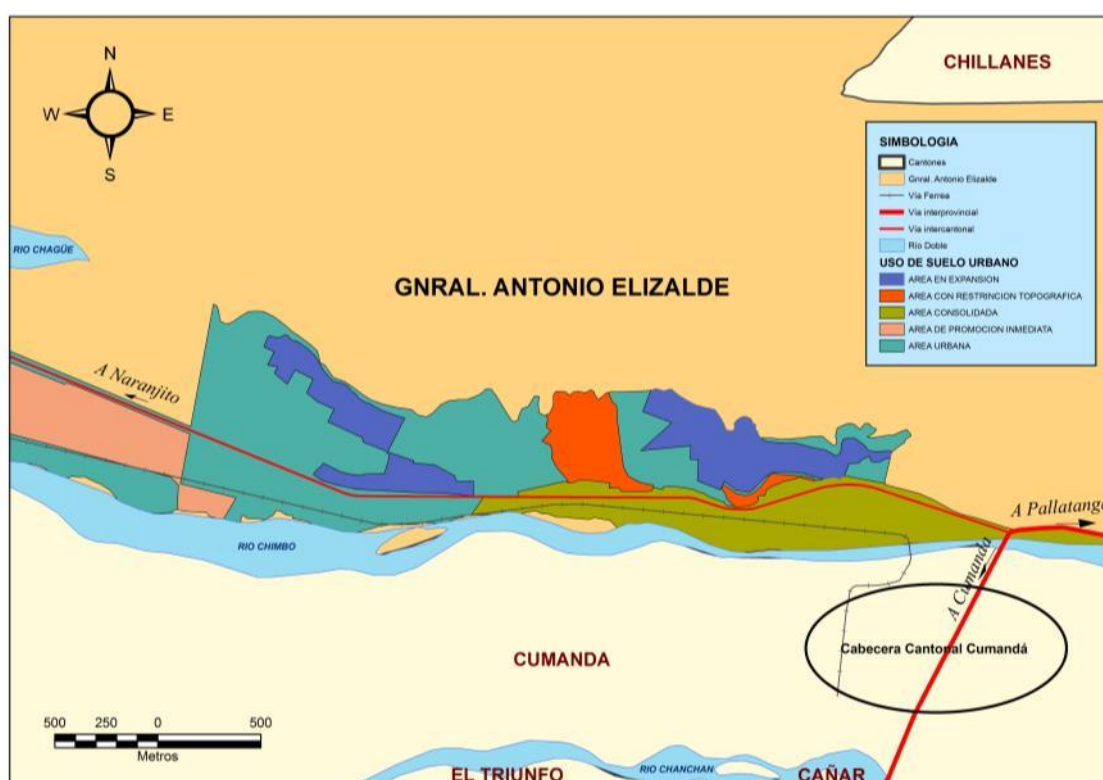 N
W
E
S
CHILLANES
SIMBOLOGIA
Cantones
Gnral. Antonio Elizalde
Via Ferrea
Via interprovincial
Via intercantonal
Rio Doble
USO DE SUELO URBANO
AREA EN EXPANSION
AREA CON RESTRINCION TOPOGRAFICA
AREA CONSOLIDADA
AREA DE PROMOCION INMEDIATA
AREA URBANA
RIO CHAGÜE
GNRAL. ANTONIO ELIZALDE
A Naranjito
A Pallatanga
RIO CHIMBO
A Cumanda
Cabecera Cantonal Cumandá
CUMANDA
500 250 0 500
Metros
EL TRIUNFO
RIO CHANCHAN
CAÑAR